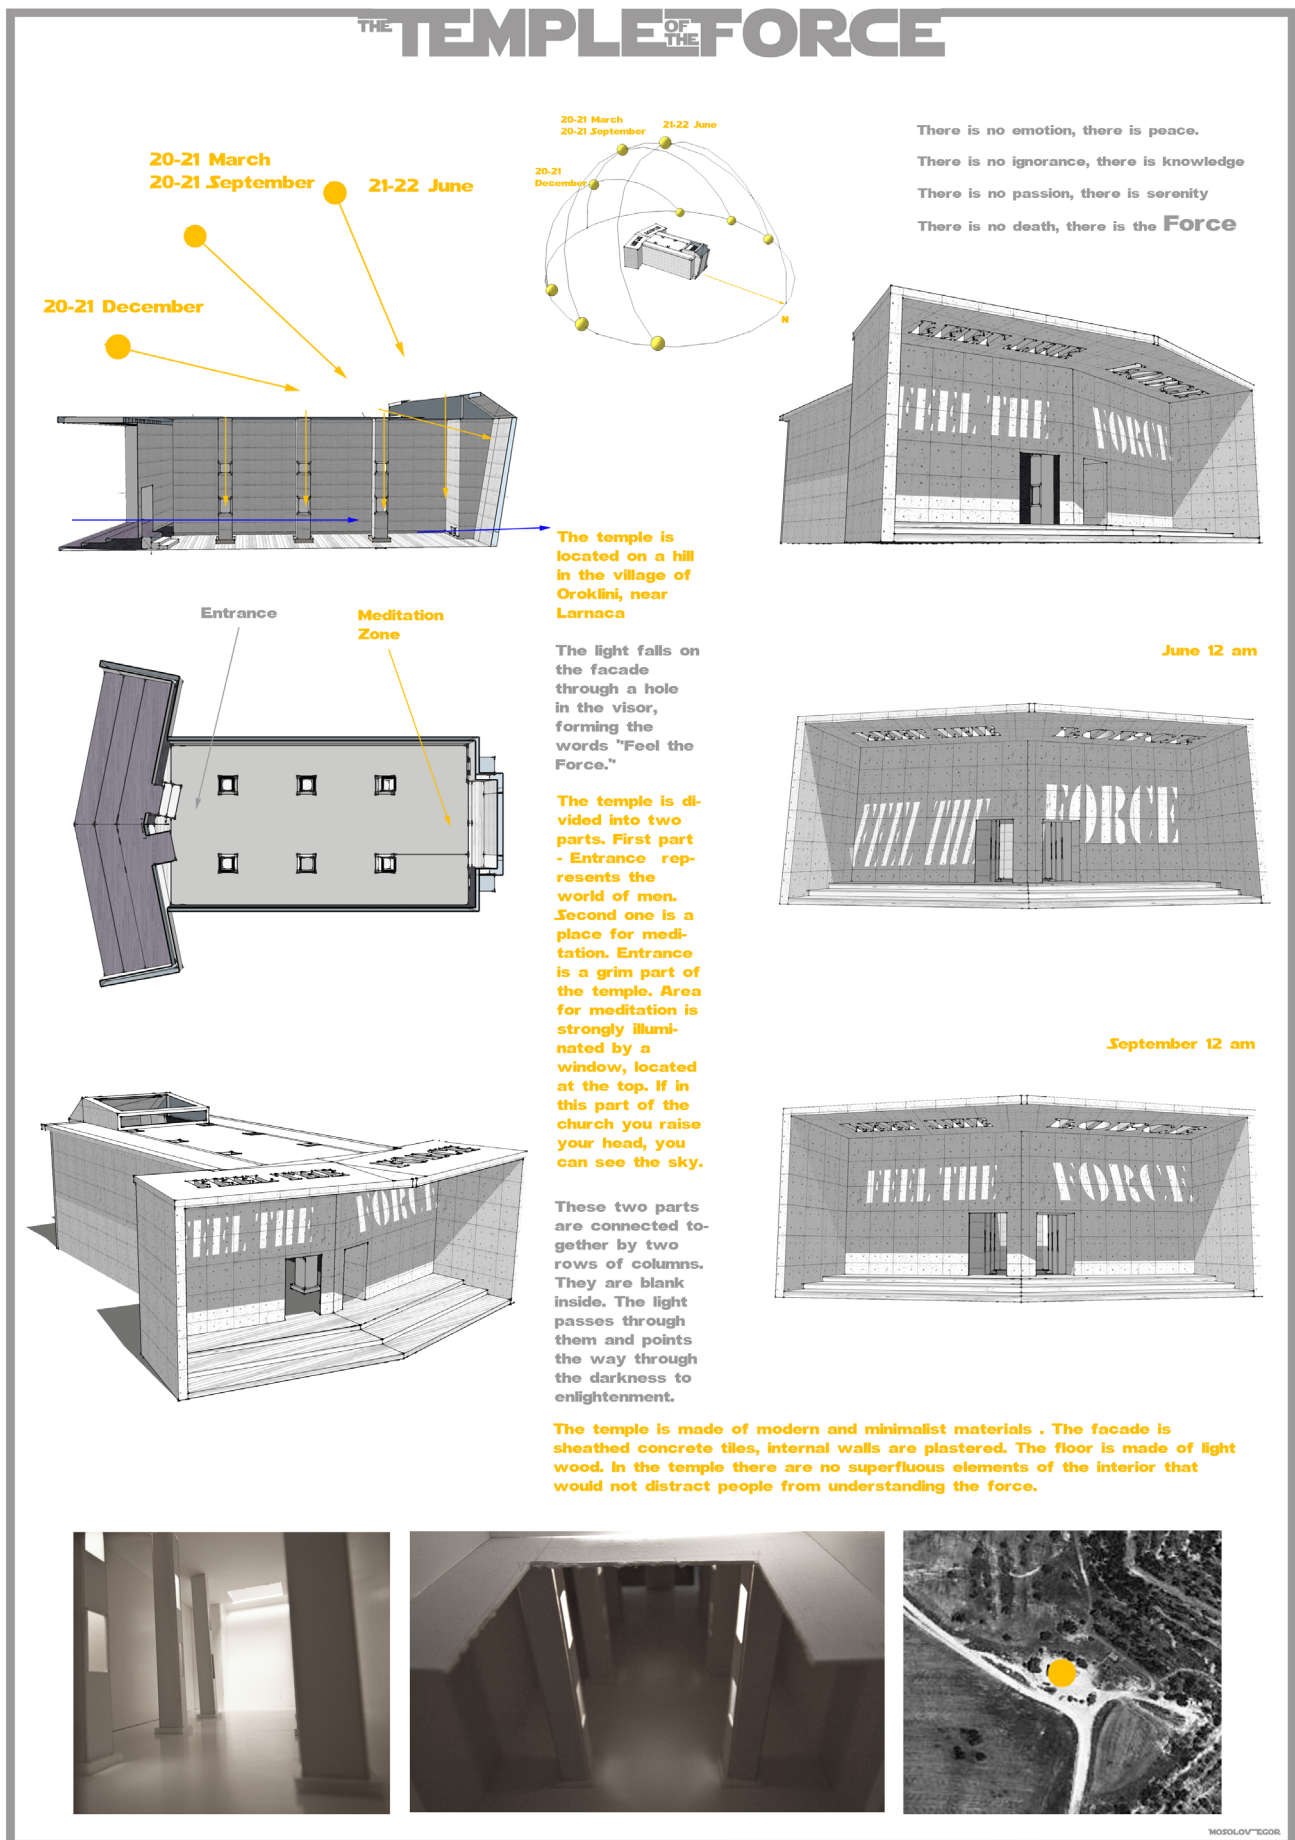 THE TEMPLE OF THE FORCE
20-21 March
20-21 September
21-22 June
20-21 December
20-21 March
20-21 September
21-22 June
20-21
December
N
There is no emotion, there is peace.
There is no ignorance, there is knowledge
There is no passion, there is serenity
There is no death, there is the Force
FEEL THE FORCE
FEEL THE FORCE
The temple is
located on a hill
in the village of
Oroklini, near
Larnaca
Entrance
Meditation
Zone
The light falls on
the facade
through a hole
in the visor,
forming the
words "Feel the
Force."
The temple is di-
vided into two
parts. First part
- Entrance rep-
resents the
world of men.
Second one is a
place for medi-
tation. Entrance
is a grim part of
the temple. Area
for meditation is
strongly illumi-
nated by a
window, located
at the top. If in
this part of the
church you raise
your head, you
can see the sky.
These two parts
are connected to-
gether by two
rows of columns.
They are blank
inside. The light
passes through
them and points
the way through
the darkness to
enlightenment.
June 12 am
FEEL THE FORCE
FEEL THE FORCE
September 12 am
FEEL THE FORCE
FEEL THE FORCE
FEEL THE FORCE
FEEL THE FORCE
The temple is made of modern and minimalist materials . The facade is
sheathed concrete tiles, internal walls are plastered. The floor is made of light
wood. In the temple there are no superfluous elements of the interior that
would not distract people from understanding the force.
MOSOLOV EGOR